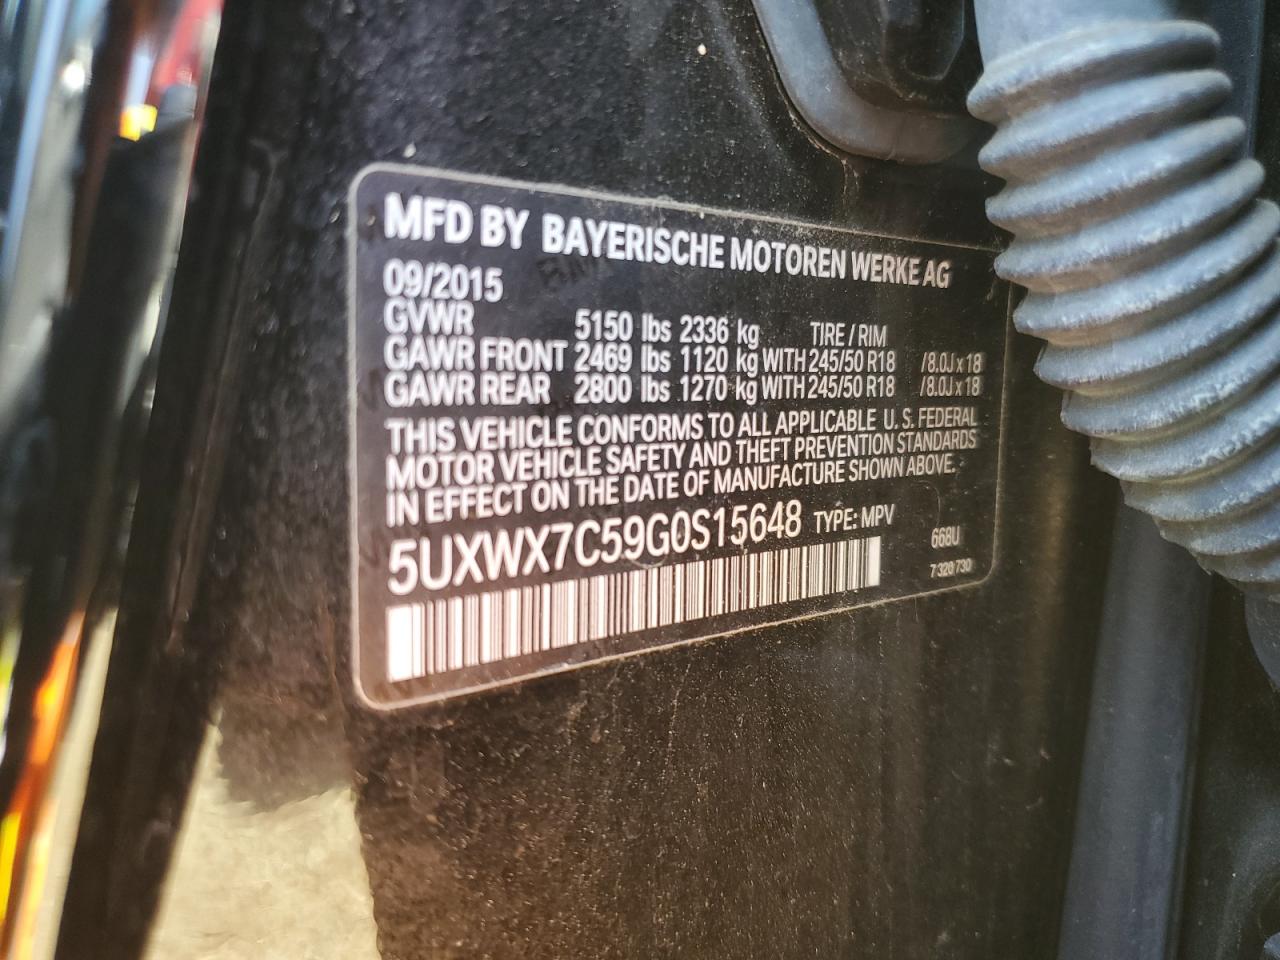 MFD BY BAYERISCHE MOTOREN WERKE AG
09/2015
GVWR 5150 lbs 2336 kg TIRE / RIM
GAWR FRONT 2469 lbs 1120 kg WITH 245/50 R18 /8.0J x 18
GAWR REAR 2800 lbs 1270 kg WITH 245/50 R18 /8.0J x 18
THIS VEHICLE CONFORMS TO ALL APPLICABLE U. S. FEDERAL
MOTOR VEHICLE SAFETY AND THEFT PREVENTION STANDARDS
IN EFFECT ON THE DATE OF MANUFACTURE SHOWN ABOVE.
5UXWX7C59G0S15648 TYPE: MPV
668U
7 320 730